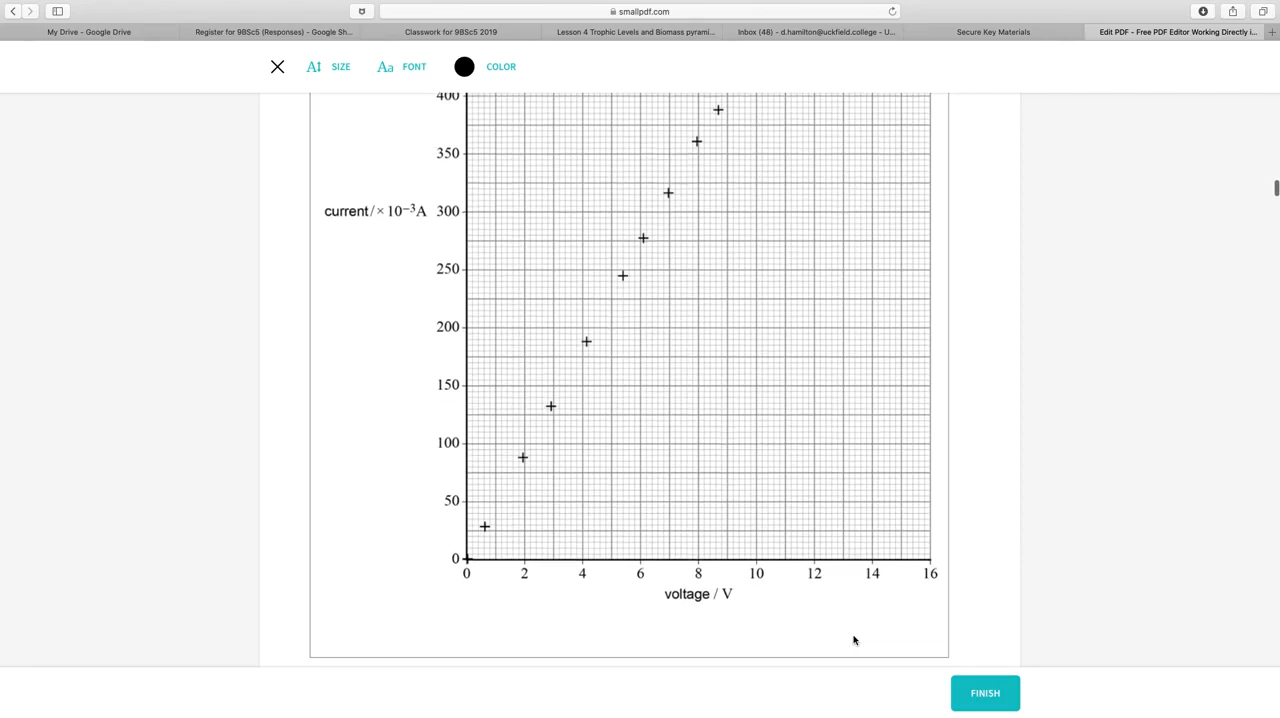 smallpdf.com
My Drive - Google Drive
Register for 9BSc5 (Responses) - Google Sh...
Classwork for 9BSc5 2019
Lesson 4 Trophic Levels and Biomass pyrami...
Inbox (48) - d.hamilton@uckfield.college - U...
Secure Key Materials
Edit PDF - Free PDF Editor Working Directly i...
SIZE
Aa FONT
COLOR
400
350
current / × 10⁻³A 300
250
200
150
100
50
0
0 2 4 6 8 10 12 14 16
voltage / V
FINISH